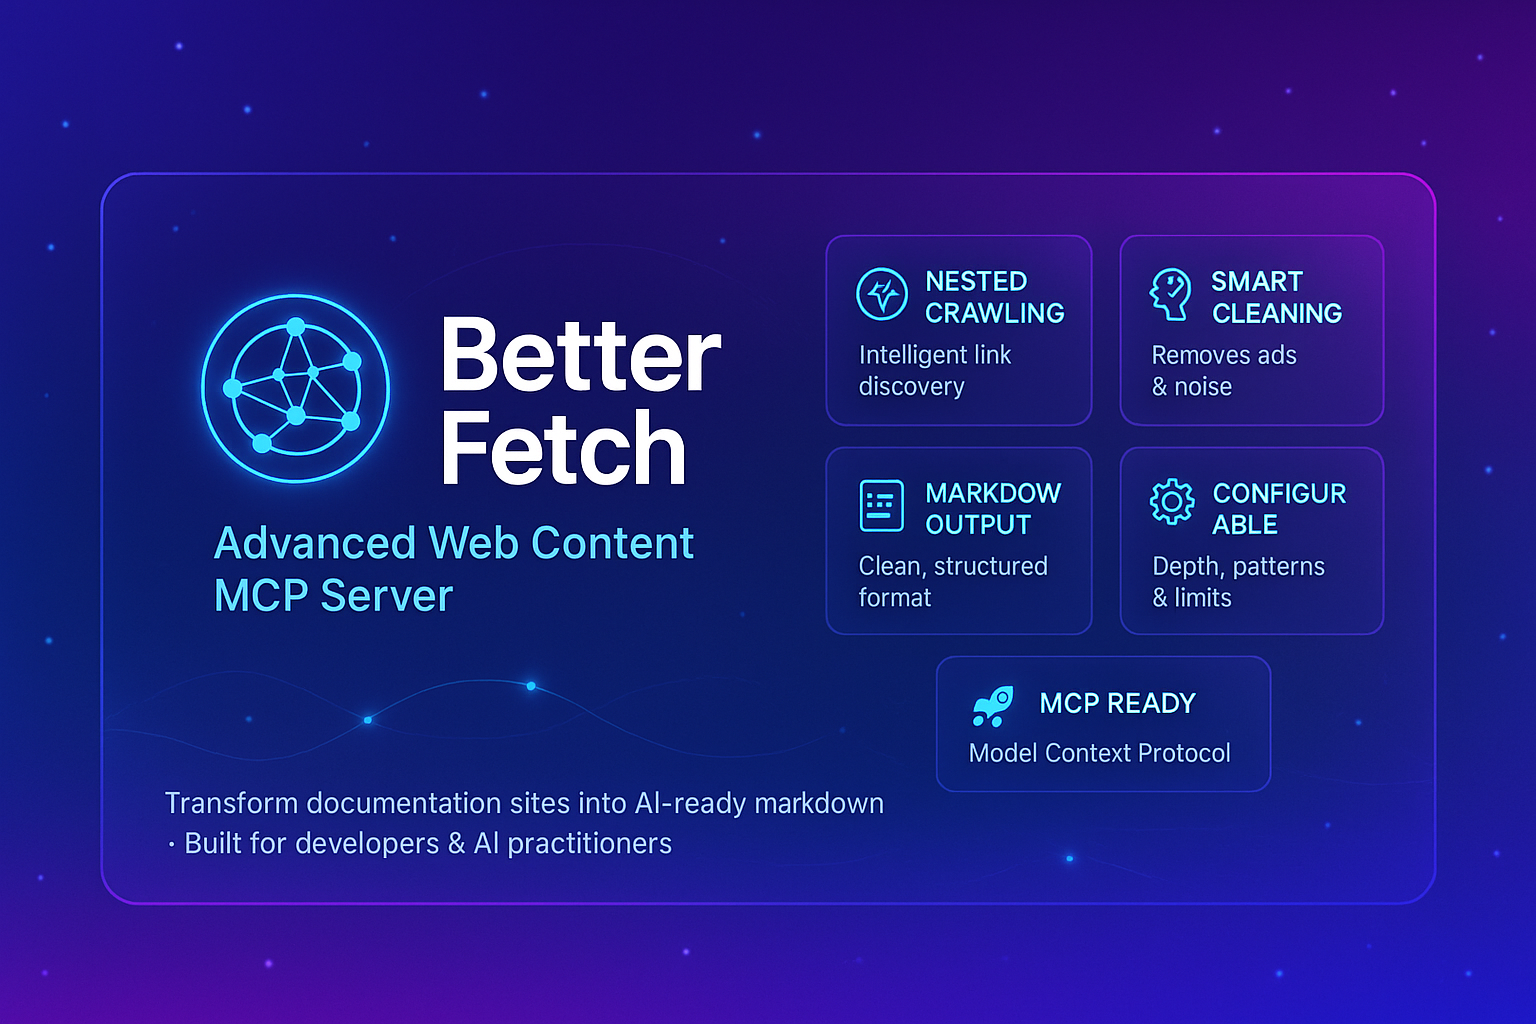 Better
Fetch
Advanced Web Content
MCP Server
NESTED
CRAWLING
Intelligent link
discovery
SMART
CLEANING
Removes ads
& noise
MARKDOW
OUTPUT
Clean, structured
format
CONFIGUR
ABLE
Depth, patterns
& limits
MCP READY
Model Context Protocol
Transform documentation sites into AI-ready markdown
· Built for developers & AI practitioners